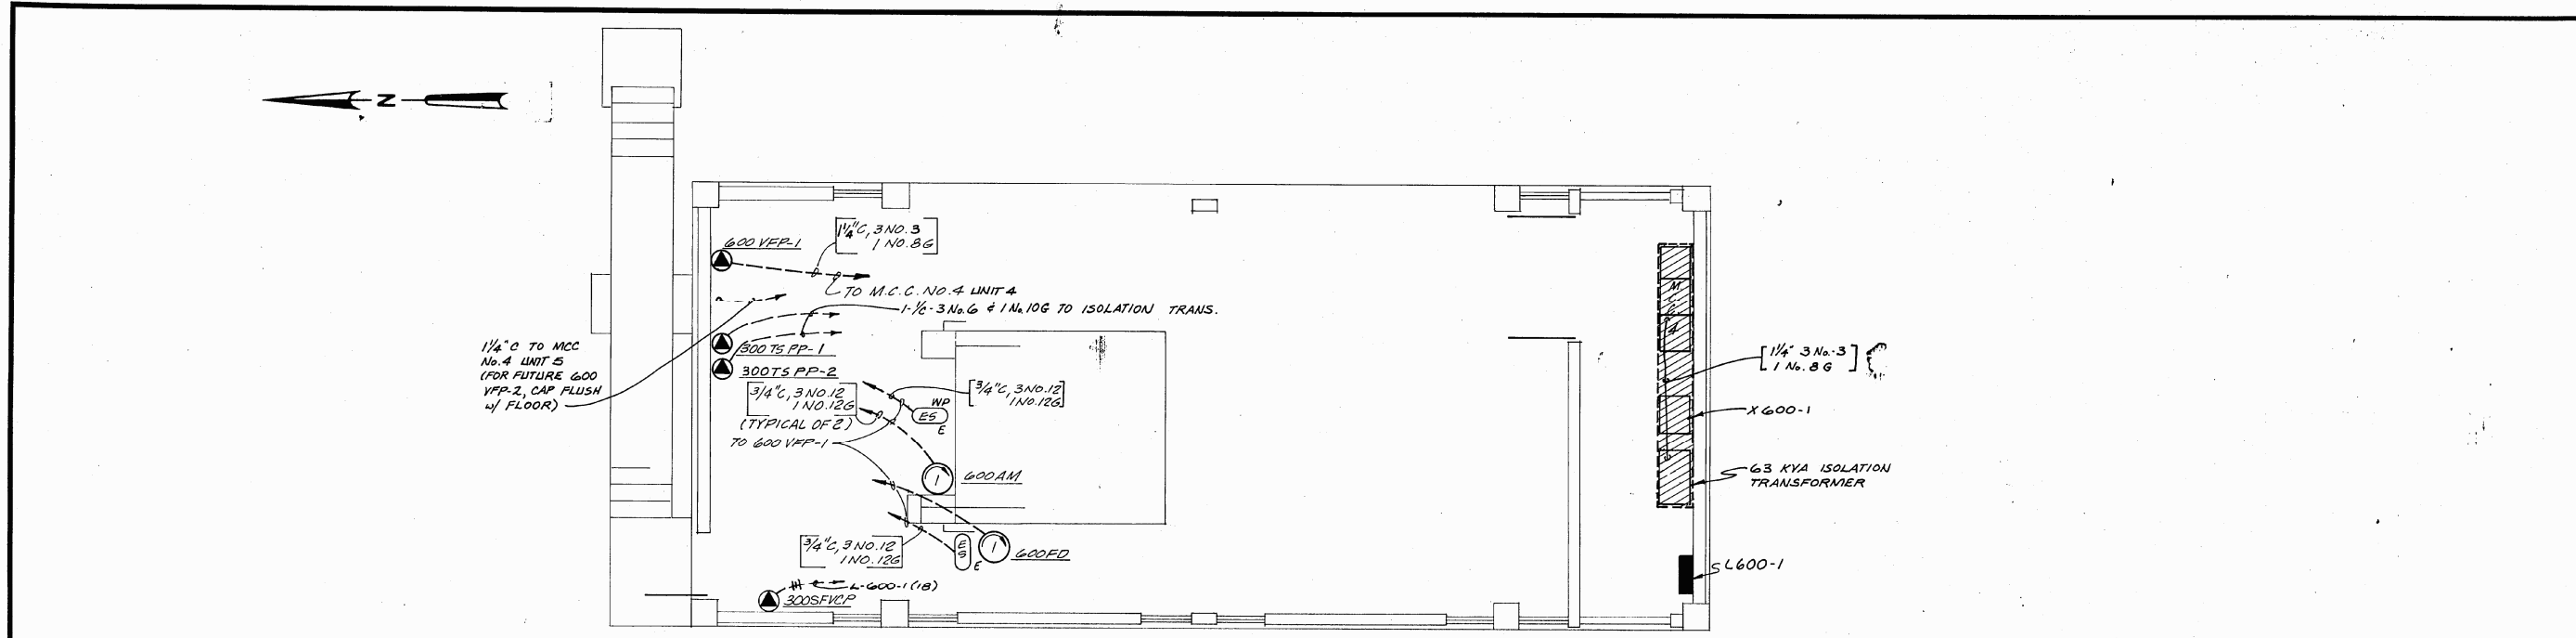 N
600 VFP-1
1¼"C, 3 NO.3
1 NO.8G
TO M.C.C. NO.4 UNIT 4
1-¼C-3 No.6 & 1 No.10G TO ISOLATION TRANS.
1¼"C TO MCC
No.4 UNIT 5
(FOR FUTURE 600
VFP-2, CAP FLUSH
W/ FLOOR)
300 TS PP-1
300TS PP-2
3/4"C, 3 NO.12
1 NO.12G
(TYPICAL OF 2)
TO 600 VFP-1
3/4"C, 3 NO.12
1 NO.12G
WP
ES
E
600AM
3/4"C, 3 NO.12
1 NO.12G
ES
E
600FD
L-600-1(18)
300SFVCP
MCC 4
1¼" 3 No.-3
1 No. 8 G
X600-1
63 KVA ISOLATION
TRANSFORMER
L600-1